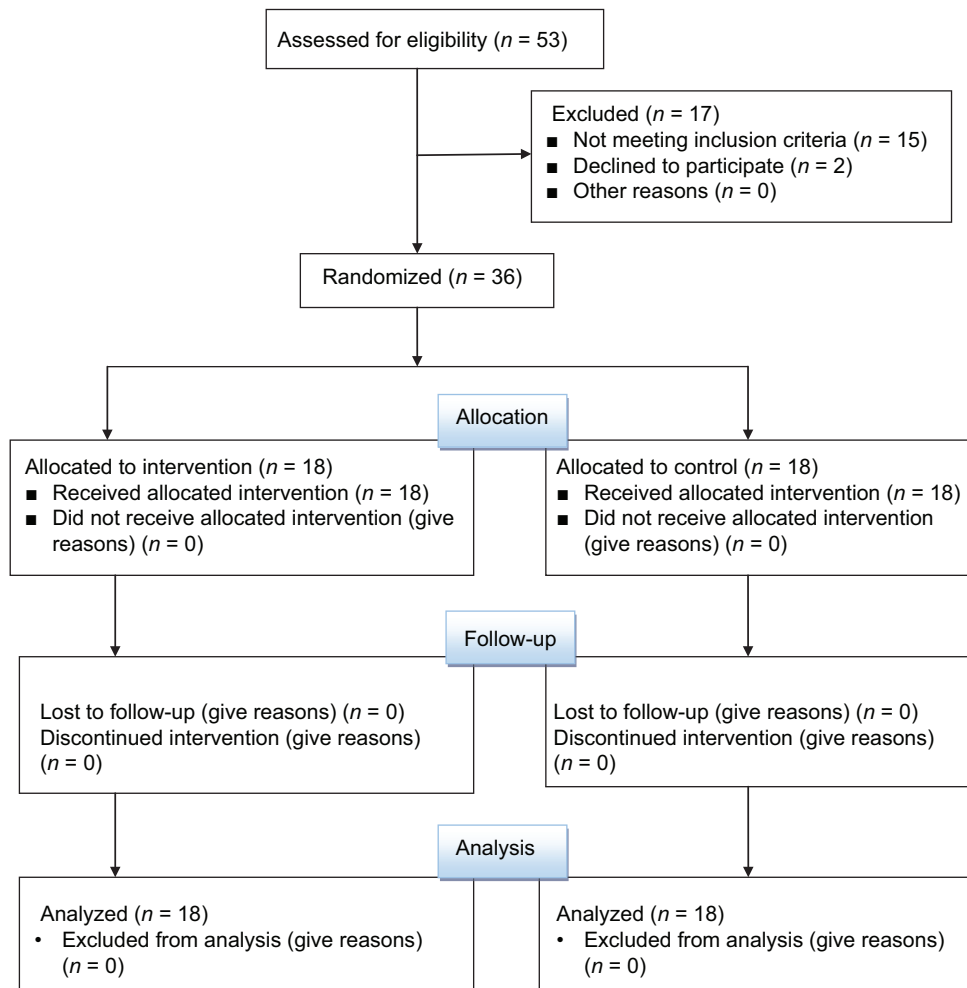 Assessed for eligibility (n = 53)
Excluded (n = 17)
■ Not meeting inclusion criteria (n = 15)
■ Declined to participate (n = 2)
■ Other reasons (n = 0)
Randomized (n = 36)
Allocation
Allocated to intervention (n = 18)
■ Received allocated intervention (n = 18)
■ Did not receive allocated intervention (give
reasons) (n = 0)
Allocated to control (n = 18)
■ Received allocated intervention (n = 18)
■ Did not receive allocated intervention
(give reasons) (n = 0)
Follow-up
Lost to follow-up (give reasons) (n = 0)
Discontinued intervention (give reasons)
(n = 0)
Lost to follow-up (give reasons) (n = 0)
Discontinued intervention (give reasons)
(n = 0)
Analysis
Analyzed (n = 18)
• Excluded from analysis (give reasons)
(n = 0)
Analyzed (n = 18)
• Excluded from analysis (give reasons)
(n = 0)